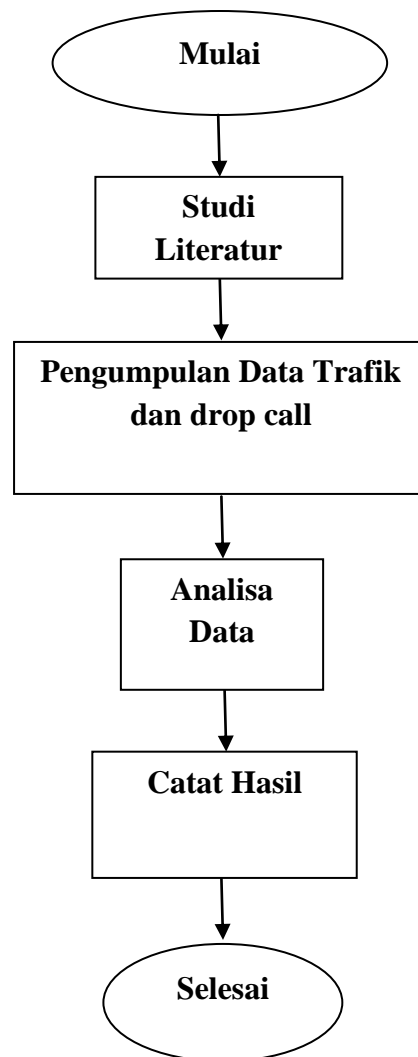 Mulai
Studi
Literatur
Pengumpulan Data Trafik
dan drop call
Analisa
Data
Catat Hasil
Selesai